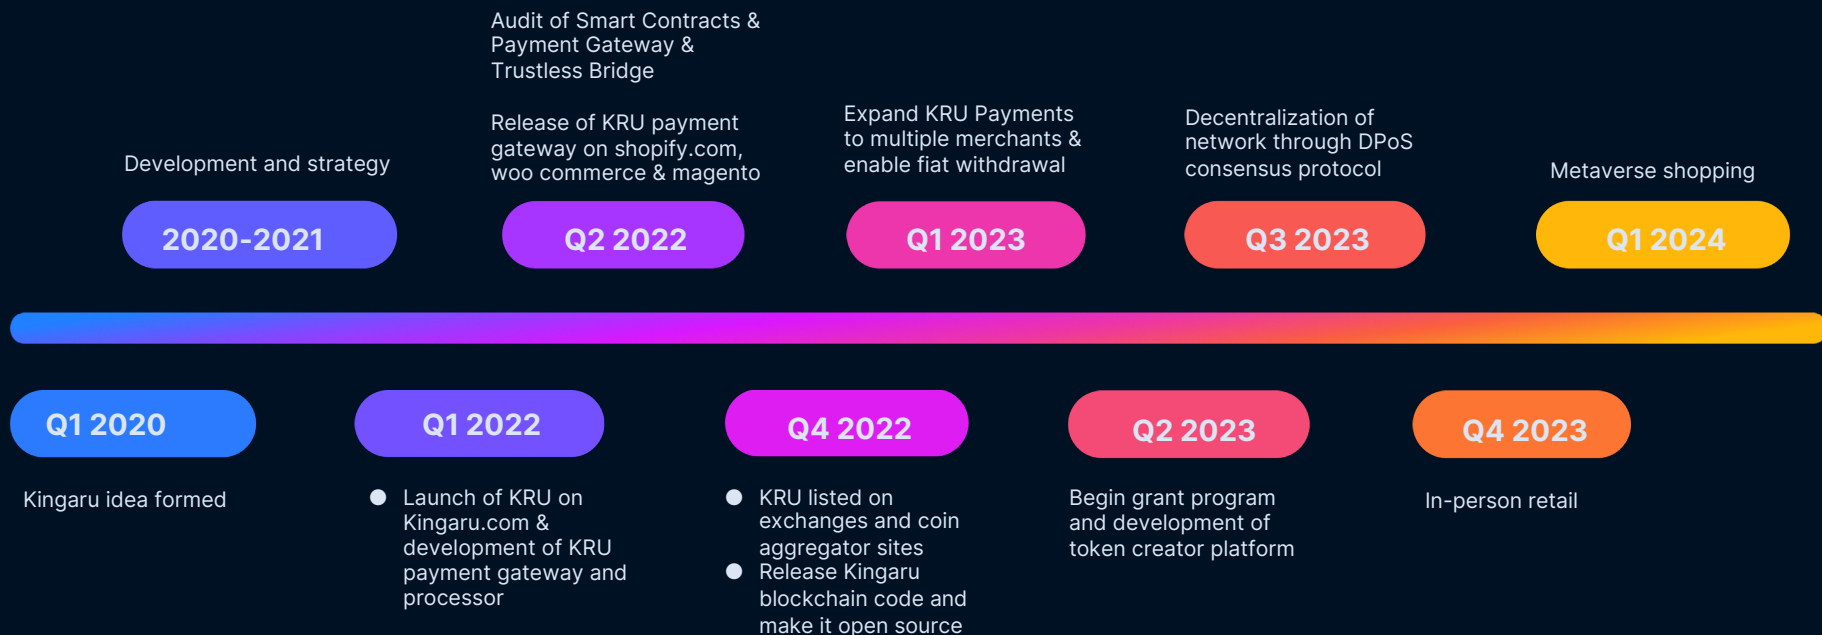 Audit of Smart Contracts &
Payment Gateway &
Trustless Bridge
Release of KRU payment
gateway on shopify.com,
woo commerce & magento
Expand KRU Payments
to multiple merchants &
enable fiat withdrawal
Decentralization of
network through DPoS
consensus protocol
Development and strategy
Metaverse shopping
2020-2021
Q2 2022
Q1 2023
Q3 2023
Q1 2024
Q1 2020
Q1 2022
Q4 2022
Q2 2023
Q4 2023
Kingaru idea formed
● Launch of KRU on
Kingaru.com &
development of KRU
payment gateway and
processor
● KRU listed on
exchanges and coin
aggregator sites
● Release Kingaru
blockchain code and
make it open source
Begin grant program
and development of
token creator platform
In-person retail